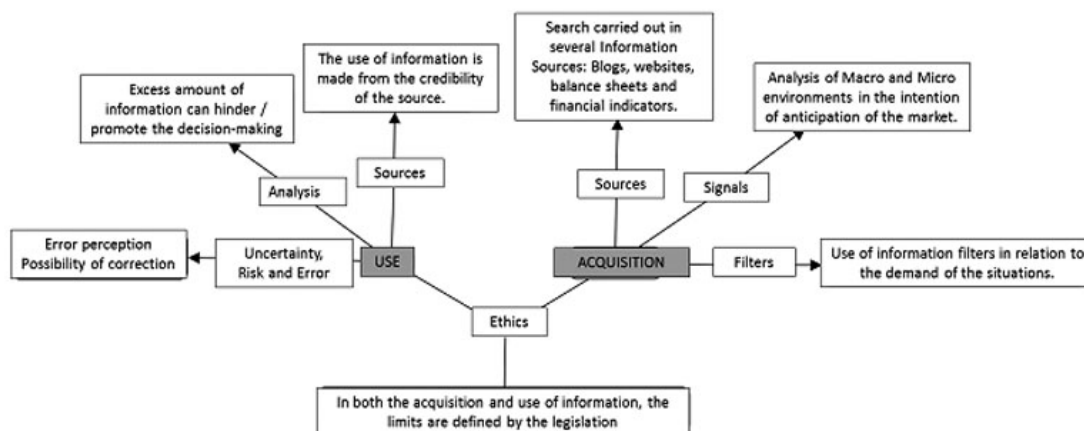 Search carried out in
several Information
Sources: Blogs, websites,
balance sheets and
financial indicators.
The use of information is
made from the credibility
of the source.
Analysis of Macro and Micro
environments in the intention
of anticipation of the market.
Excess amount of
information can hinder /
promote the decision-making
Sources
Analysis
Sources
Signals
Error perception
Possibility of correction
Uncertainty,
Risk and Error
USE
ACQUISITION
Filters
Use of information filters in relation to
the demand of the situations.
Ethics
In both the acquisition and use of information, the
limits are defined by the legislation